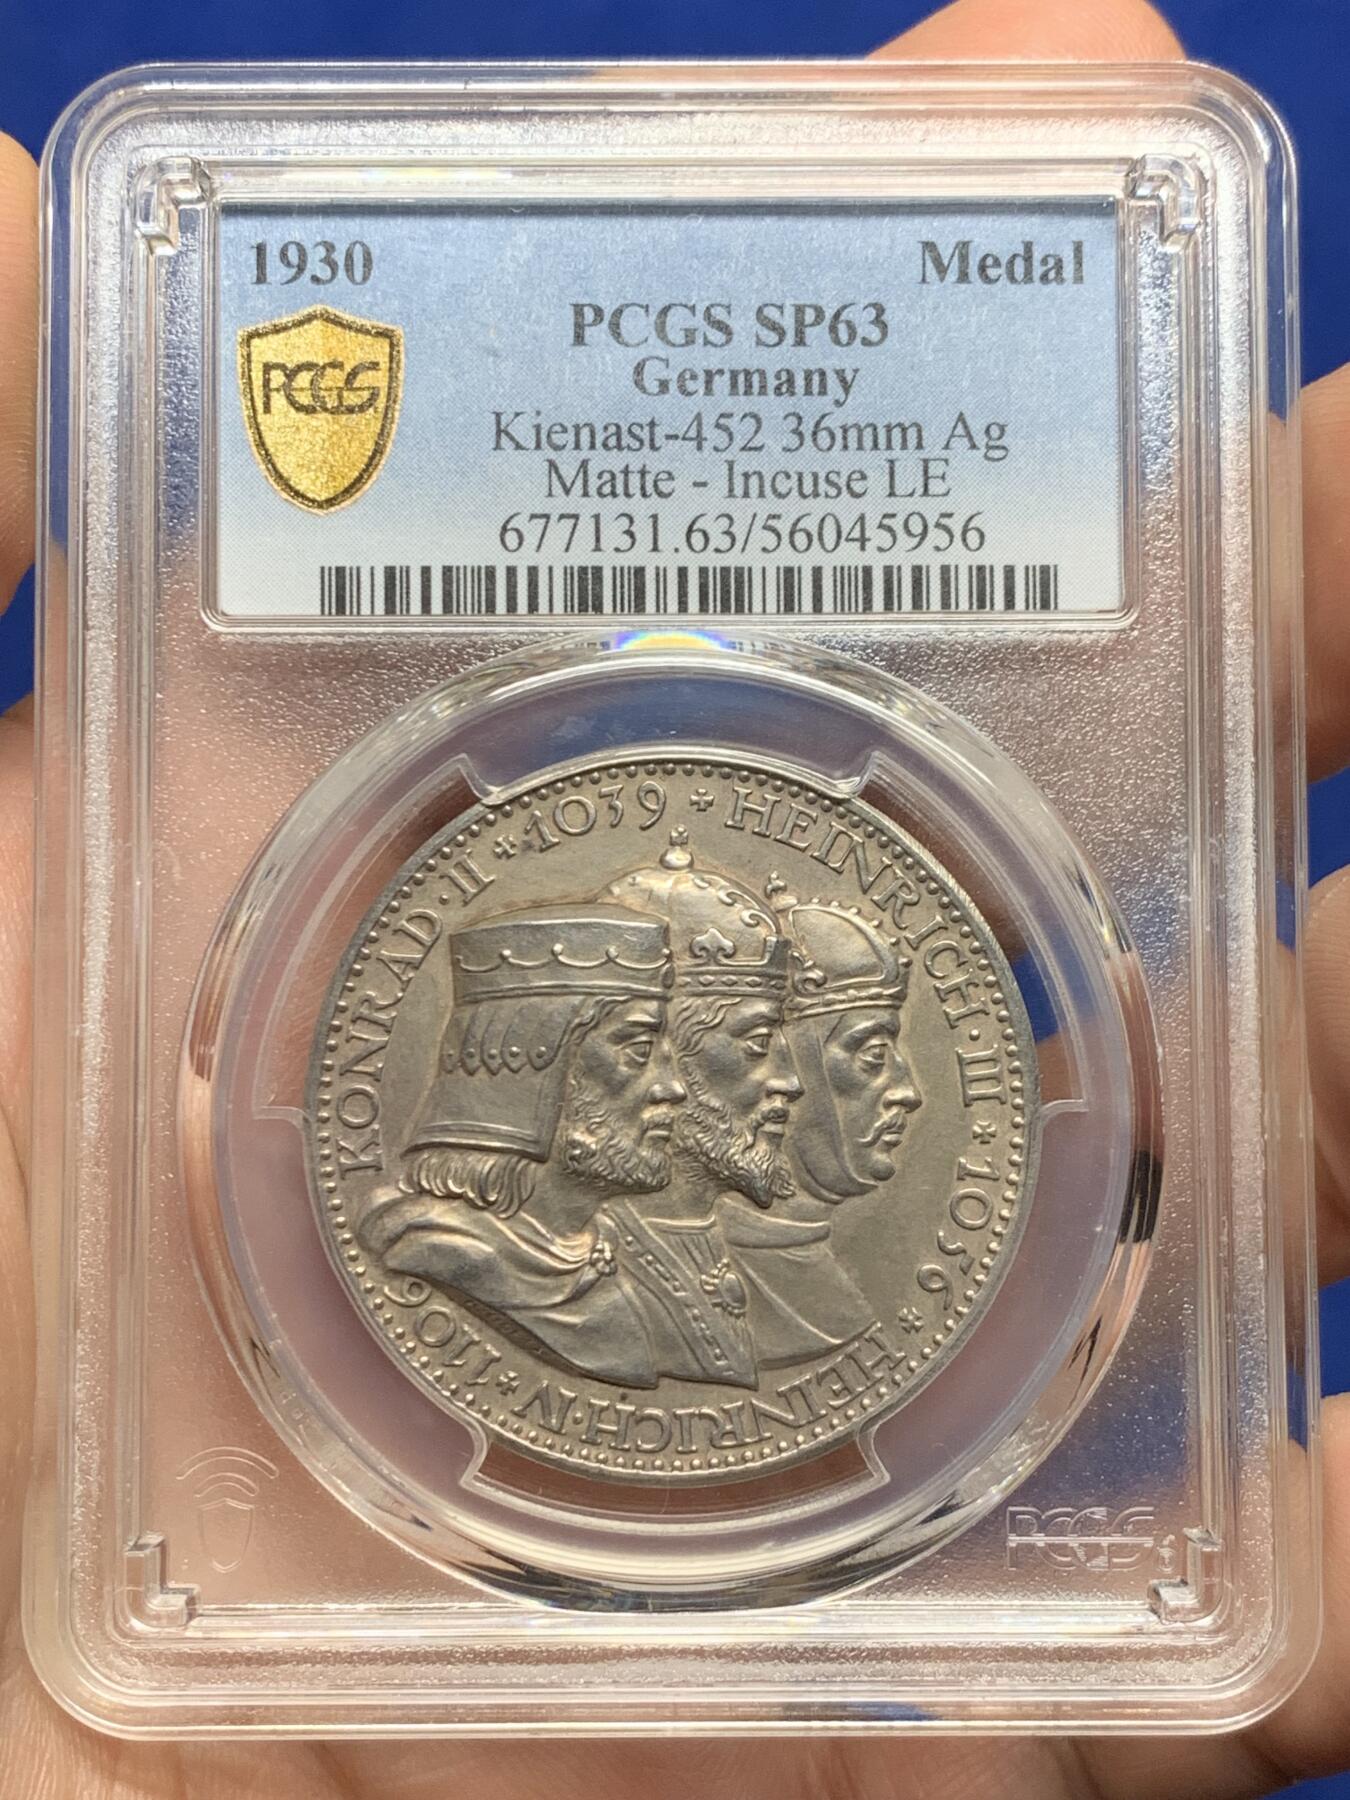 1930
Medal
PCGS SP63
PCGS
Germany
Kienast-452 36mm Ag
Matte - Incuse LE
677131.63/56045956
KONRAD·II + 1039 + HEINRICH·III + 1056 + HEINRICH·IV + 1106
PCGS